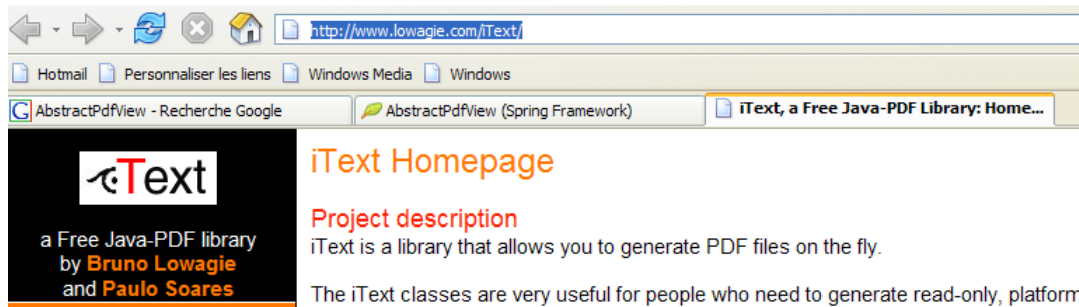 http://www.lowagie.com/iText/
Hotmail Personnaliser les liens Windows Media Windows
AbstractPdfView - Recherche Google AbstractPdfView (Spring Framework) iText, a Free Java-PDF Library: Home...
iText
a Free Java-PDF library
by Bruno Lowagie
and Paulo Soares
iText Homepage
Project description
iText is a library that allows you to generate PDF files on the fly.
The iText classes are very useful for people who need to generate read-only, platform